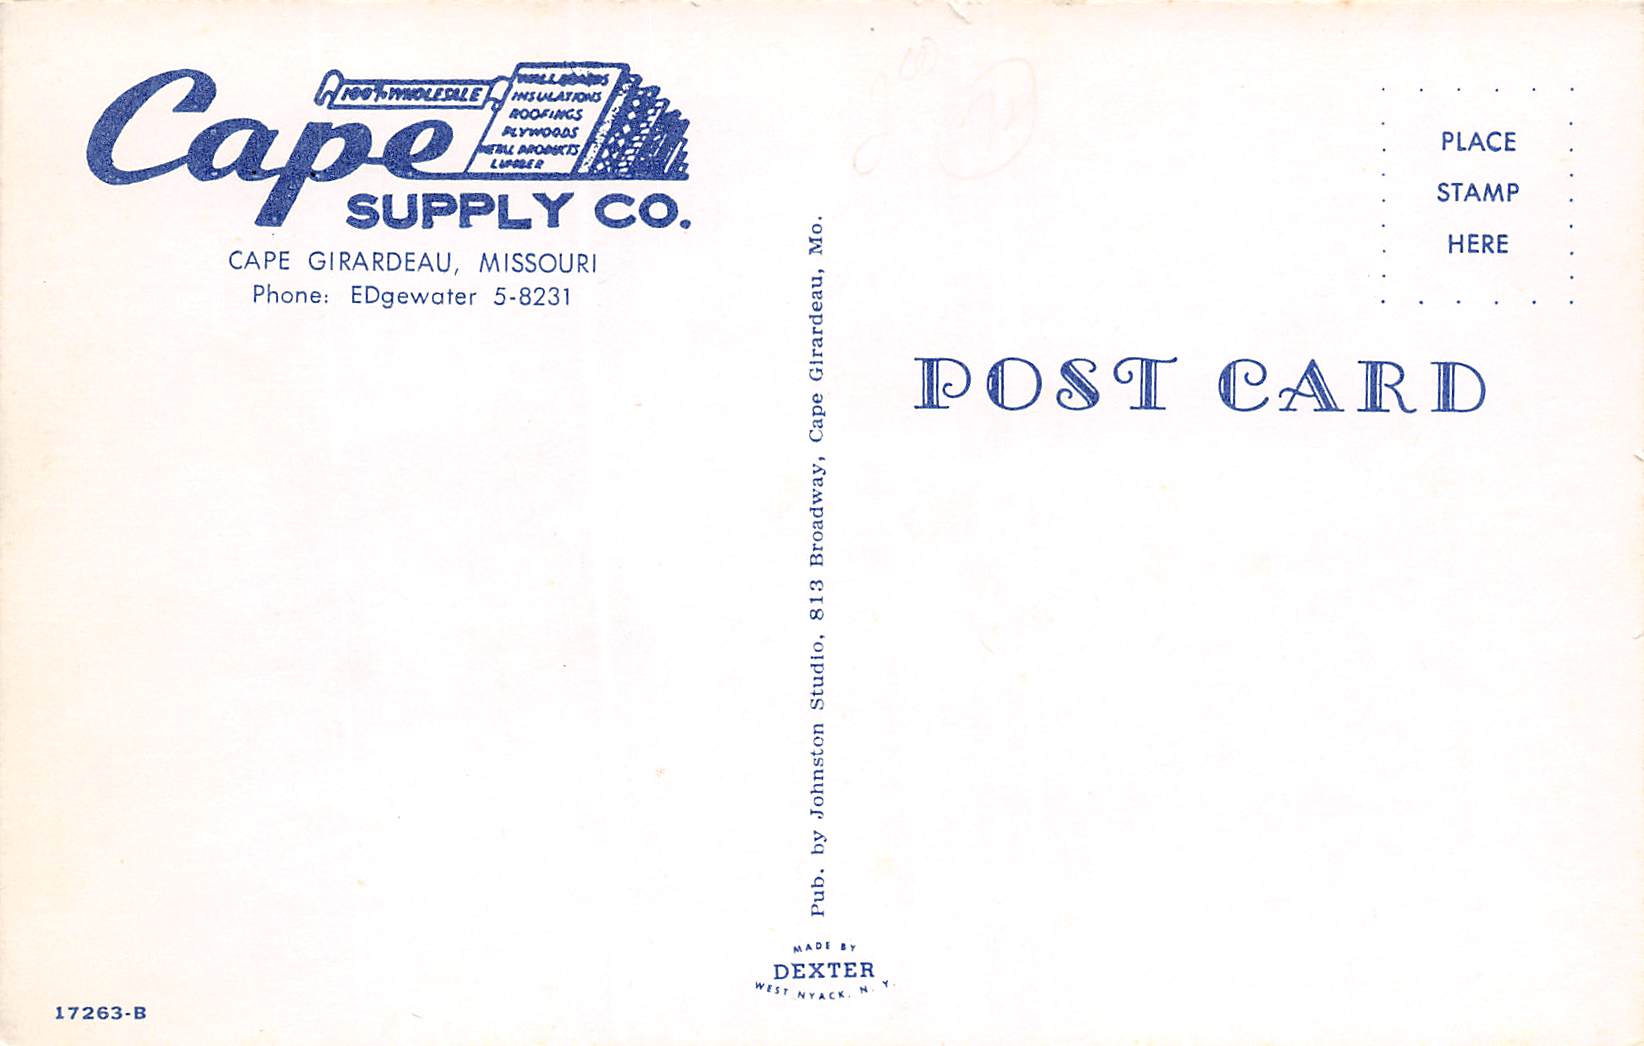 Cape
100% WHOLESALE
WALLBOARDS
INSULATIONS
ROOFINGS
PLYWOODS
METAL PRODUCTS
LUMBER
SUPPLY CO.
CAPE GIRARDEAU, MISSOURI
Phone: EDgewater 5-8231
17263-B
Pub. by Johnston Studio, 813 Broadway, Cape Girardeau, Mo.
MADE BY
DEXTER
WEST NYACK, N. Y.
PLACE
STAMP
HERE
POST CARD